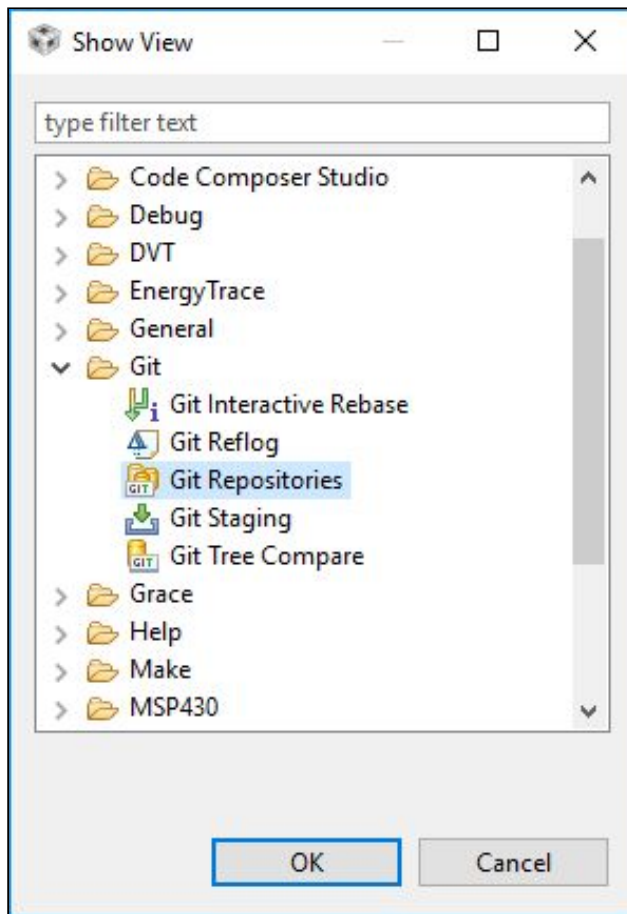 Show View
type filter text
Code Composer Studio
Debug
DVT
EnergyTrace
General
Git
Git Interactive Rebase
Git Reflog
Git Repositories
Git Staging
Git Tree Compare
Grace
Help
Make
MSP430
OK Cancel